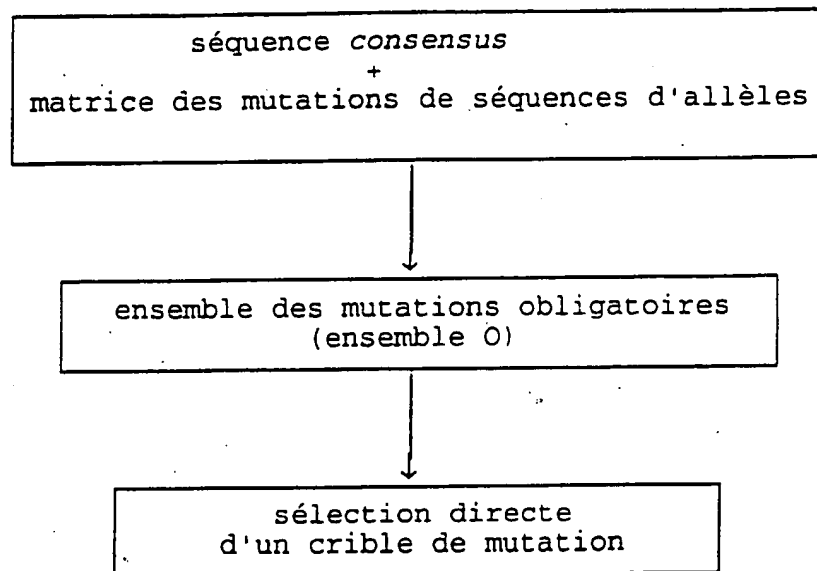 séquence consensus
+
matrice des mutations de séquences d'allèles
ensemble des mutations obligatoires
(ensemble O)
sélection directe
d'un crible de mutation